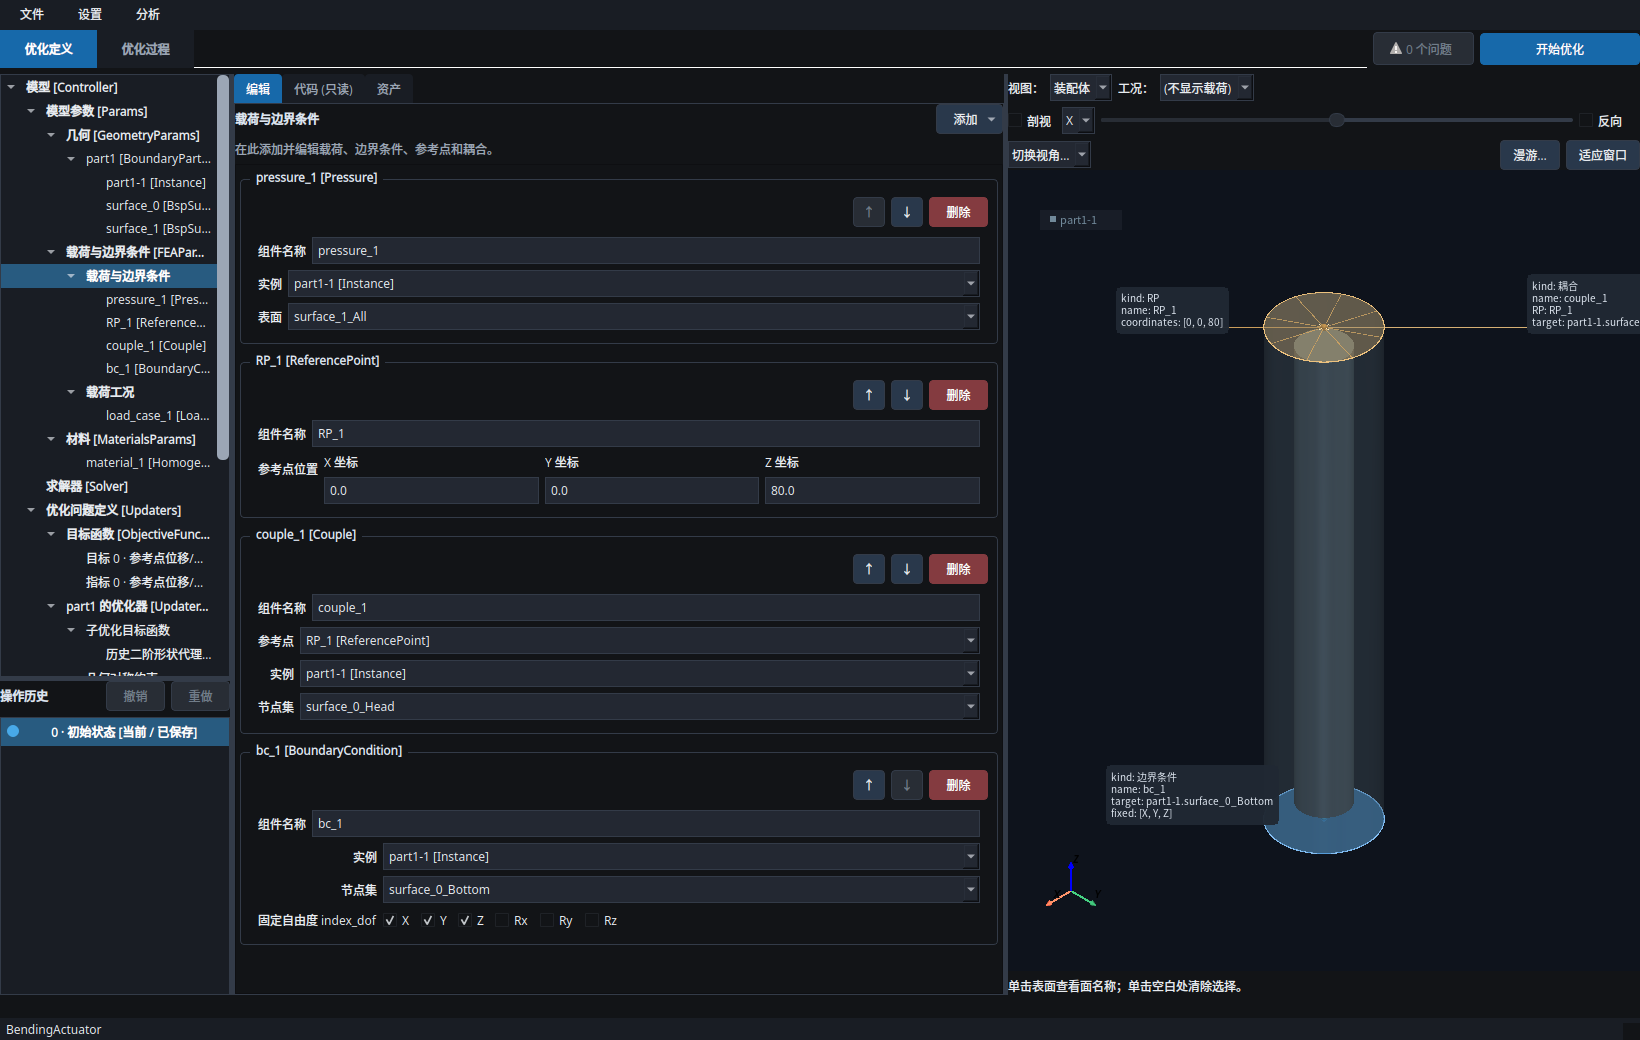 文件 设置 分析
优化定义 优化过程 0 个问题 开始优化
模型 [Controller]
模型参数 [Params]
几何 [GeometryParams]
part1 [BoundaryPart...
part1-1 [Instance]
surface_0 [BspSu...
surface_1 [BspSu...
载荷与边界条件 [FEAPar...
载荷与边界条件
pressure_1 [Pres...
RP_1 [Reference...
couple_1 [Couple]
bc_1 [BoundaryC...
载荷工况
load_case_1 [Loa...
材料 [MaterialsParams]
material_1 [Homoge...
求解器 [Solver]
优化问题定义 [Updaters]
目标函数 [ObjectiveFunc...
目标 0 · 参考点位移/...
指标 0 · 参考点位移/...
part1 的优化器 [Updater...
子优化目标函数
历史二阶形状代理...
操作历史 撤销 重做
0 · 初始状态 [当前 / 已保存]
编辑 代码 (只读) 资产
载荷与边界条件 添加
在此添加并编辑载荷、边界条件、参考点和耦合。
pressure_1 [Pressure]
↑ ↓ 删除
组件名称 pressure_1
实例 part1-1 [Instance]
表面 surface_1_All
RP_1 [ReferencePoint]
↑ ↓ 删除
组件名称 RP_1
参考点位置 X 坐标 Y 坐标 Z 坐标
0.0 0.0 80.0
couple_1 [Couple]
↑ ↓ 删除
组件名称 couple_1
参考点 RP_1 [ReferencePoint]
实例 part1-1 [Instance]
节点集 surface_0_Head
bc_1 [BoundaryCondition]
↑ ↓ 删除
组件名称 bc_1
实例 part1-1 [Instance]
节点集 surface_0_Bottom
固定自由度 index_dof X Y Z Rx Ry Rz
视图: 装配体 工况: (不显示载荷)
剖视 X 反向
切换视角... 漫游... 适应窗口
part1-1
kind: RP
name: RP_1
coordinates: [0, 0, 80]
kind: 耦合
name: couple_1
RP: RP_1
target: part1-1.surface
kind: 边界条件
name: bc_1
target: part1-1.surface_0_Bottom
fixed: [X, Y, Z]
Z
单击表面查看面名称；单击空白处清除选择。
BendingActuator